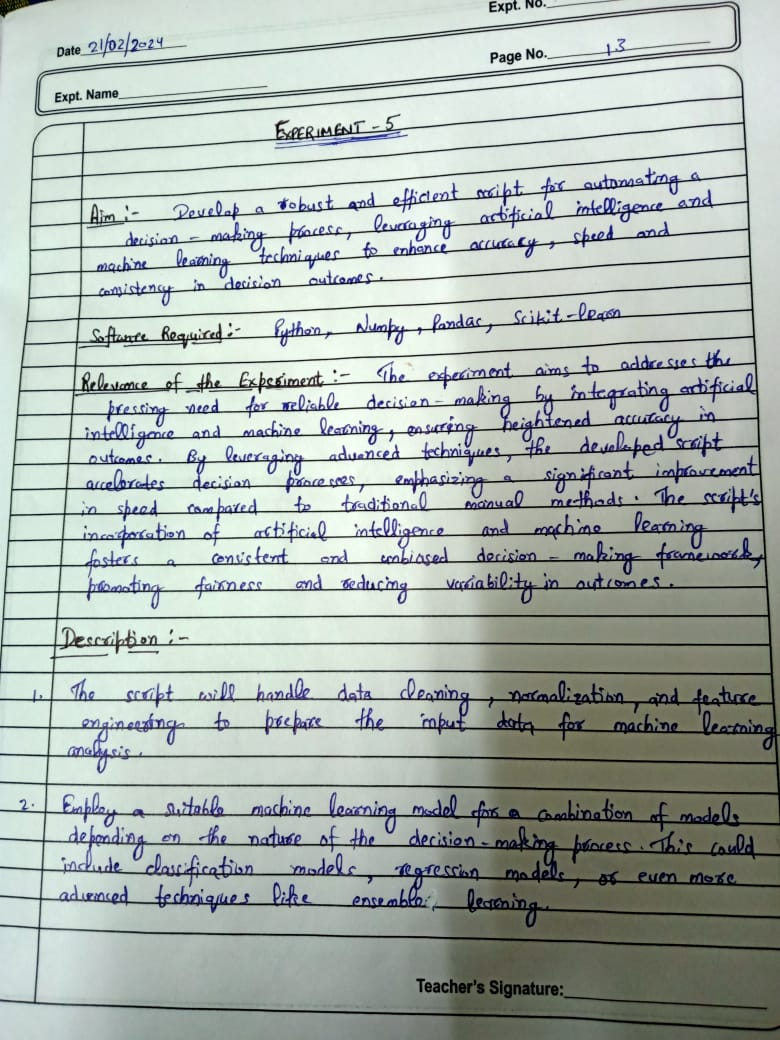 Expt. No.
Date 21/02/2024
Page No. 13
Expt. Name
EXPERIMENT - 5
Aim :- Develop a robust and efficient script for automating a
decision - making process, leveraging artificial intelligence and
machine learning techniques to enhance accuracy, speed and
consistency in decision outcomes.
Software Required :- Python, Numpy, Pandas, Scikit-learn
Relevance of the Experiment :- The experiment aims to addresses the
pressing need for reliable decision - making by integrating artificial
intelligence and machine learning, ensuring heightened accuracy in
outcomes. By leveraging advanced techniques, the developed script
accelerates decision processes, emphasizing a significant improvement
in speed compared to traditional manual methods. The script's
incorporation of artificial intelligence and machine learning
fosters a consistent and unbiased decision - making framework,
promoting fairness and reducing variability in outcomes.
Description :-
1. The script will handle data cleaning, normalization, and feature
engineering to prepare the input data for machine learning
analysis.
2. Employ a suitable machine learning model for a combination of models
depending on the nature of the decision - making process. This could
include classification models, regression models, or even more
advanced techniques like ensemble learning.
Teacher's Signature: